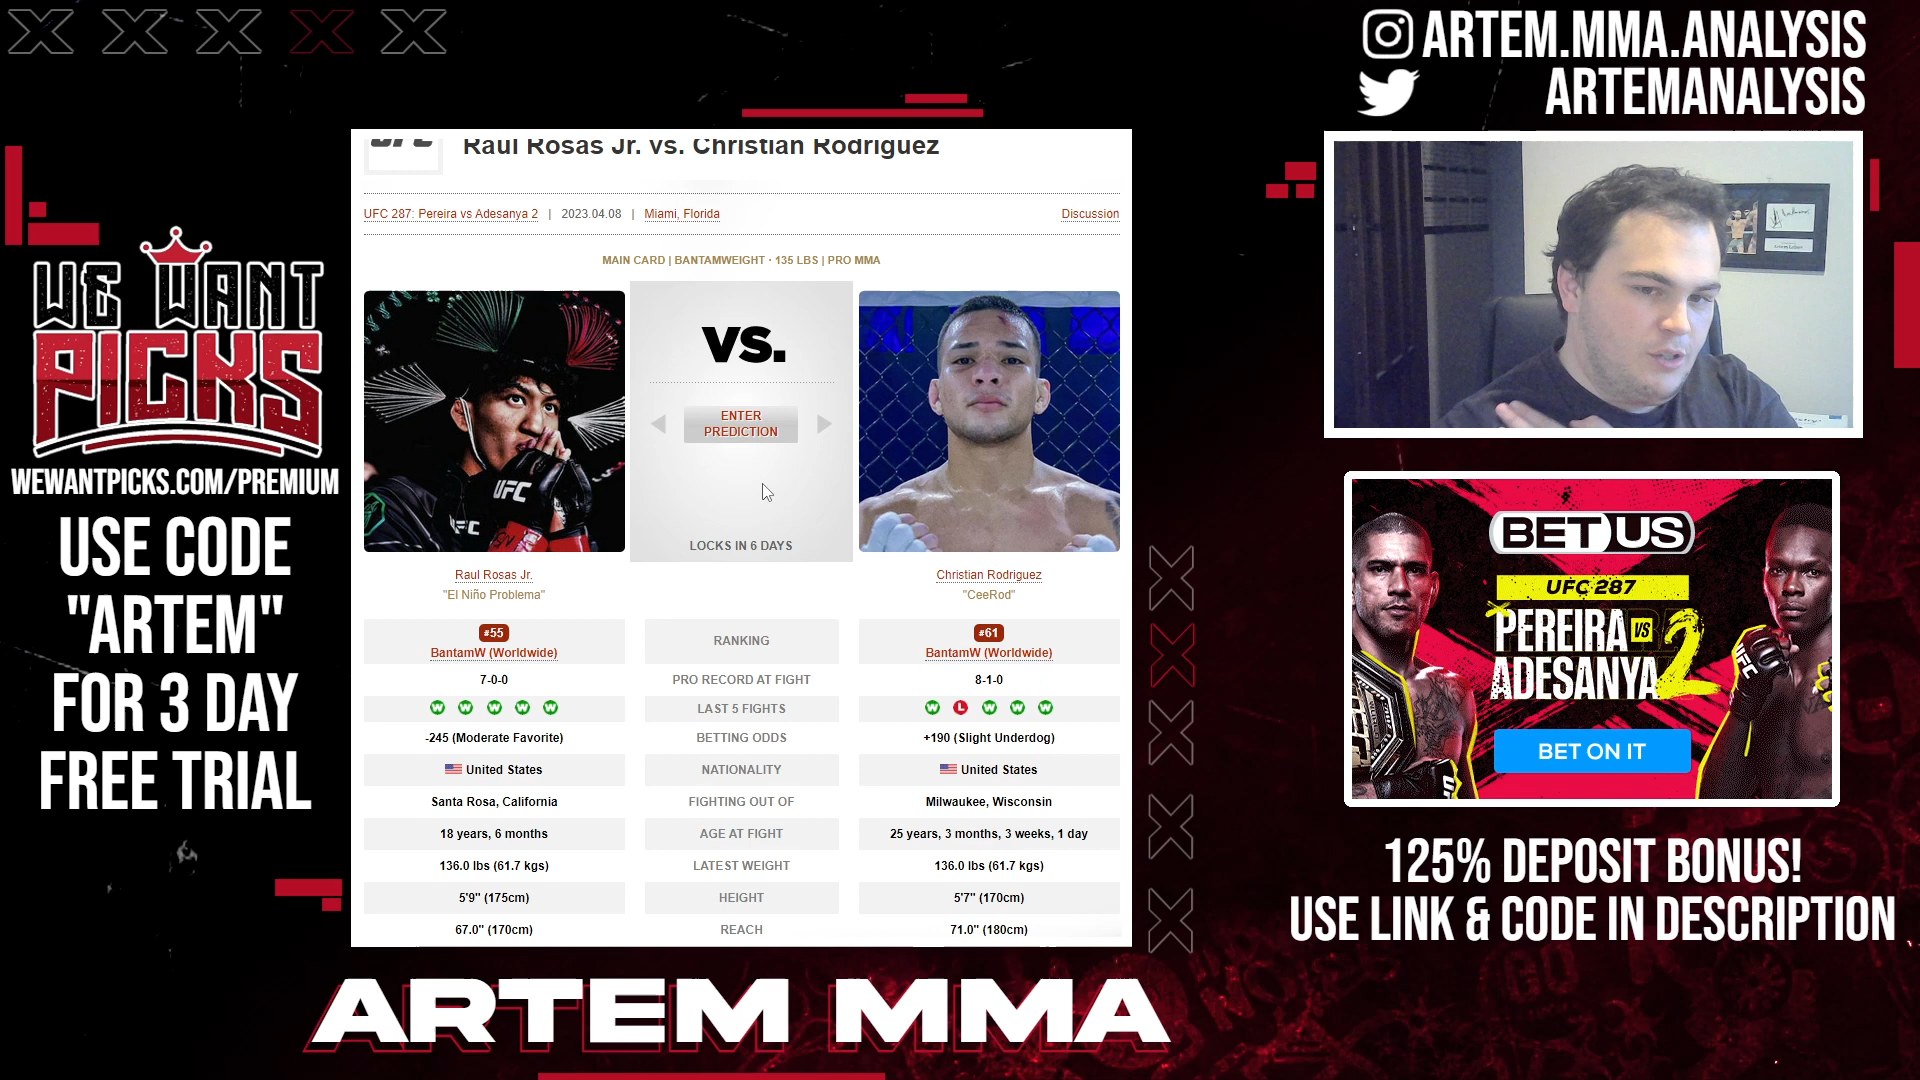 ARTEM.MMA.ANALYSIS
ARTEMANALYSIS
WE WANT
PICKS
WEWANTPICKS.COM/PREMIUM
USE CODE
"ARTEM"
FOR 3 DAY
FREE TRIAL
Raul Rosas Jr. vs. Christian Rodriguez
UFC 287: Pereira vs Adesanya 2 | 2023.04.08 | Miami, Florida
Discussion
MAIN CARD | BANTAMWEIGHT · 135 LBS | PRO MMA
VS.
ENTER
PREDICTION
LOCKS IN 6 DAYS
UFC
Raul Rosas Jr.
"El Niño Problema"
Christian Rodriguez
"CeeRod"
#55
BantamW (Worldwide)
RANKING
#61
BantamW (Worldwide)
7-0-0 PRO RECORD AT FIGHT 8-1-0
W W W W W LAST 5 FIGHTS W L W W W
-245 (Moderate Favorite) BETTING ODDS +190 (Slight Underdog)
United States NATIONALITY United States
Santa Rosa, California FIGHTING OUT OF Milwaukee, Wisconsin
18 years, 6 months AGE AT FIGHT 25 years, 3 months, 3 weeks, 1 day
136.0 lbs (61.7 kgs) LATEST WEIGHT 136.0 lbs (61.7 kgs)
5'9" (175cm) HEIGHT 5'7" (170cm)
67.0" (170cm) REACH 71.0" (180cm)
BETUS
UFC 287
PEREIRA VS
ADESANYA 2
BET ON IT
125% DEPOSIT BONUS!
USE LINK & CODE IN DESCRIPTION
ARTEM MMA